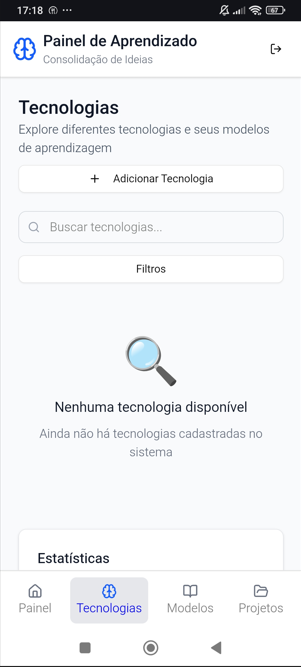 17:18
67
Painel de Aprendizado
Consolidação de Ideias
Tecnologias
Explore diferentes tecnologias e seus modelos
de aprendizagem
+ Adicionar Tecnologia
Buscar tecnologias...
Filtros
Nenhuma tecnologia disponível
Ainda não há tecnologias cadastradas no
sistema
Estatísticas
Painel
Tecnologias
Modelos
Projetos